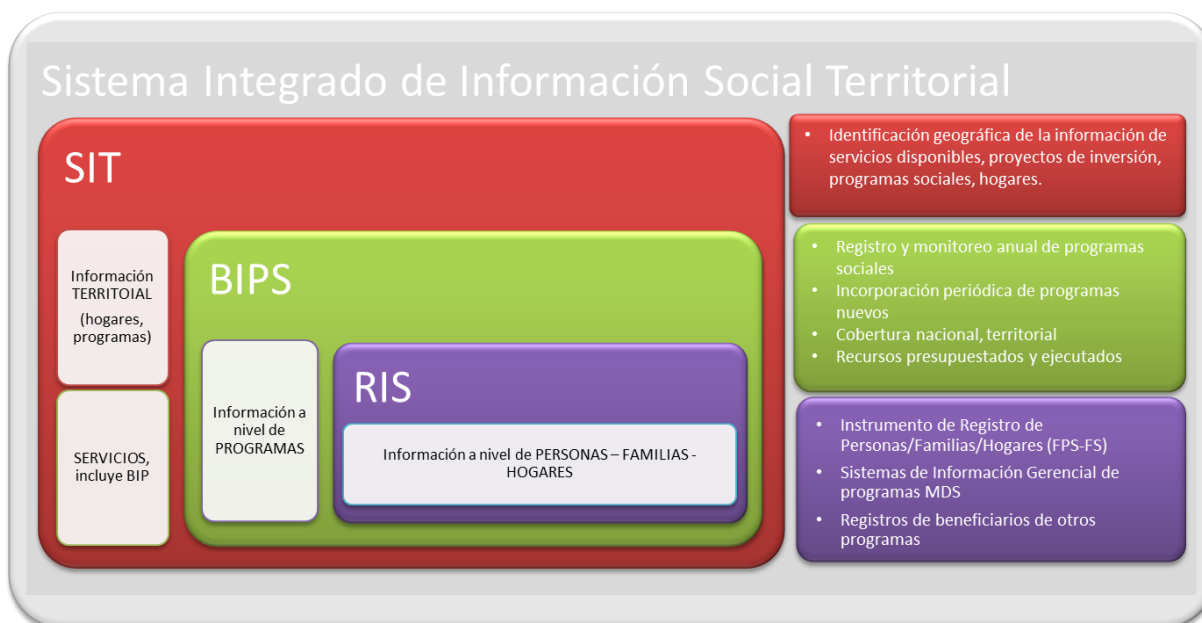 Sistema Integrado de Información Social Territorial
SIT
Información
TERRITOIAL
(hogares,
programas)
SERVICIOS,
incluye BIP
BIPS
Información a
nivel de
PROGRAMAS
RIS
Información a nivel de PERSONAS – FAMILIAS -
HOGARES
• Identificación geográfica de la información de
servicios disponibles, proyectos de inversión,
programas sociales, hogares.
• Registro y monitoreo anual de programas
sociales
• Incorporación periódica de programas
nuevos
• Cobertura nacional, territorial
• Recursos presupuestados y ejecutados
• Instrumento de Registro de
Personas/Familias/Hogares (FPS-FS)
• Sistemas de Información Gerencial de
programas MDS
• Registros de beneficiarios de otros
programas